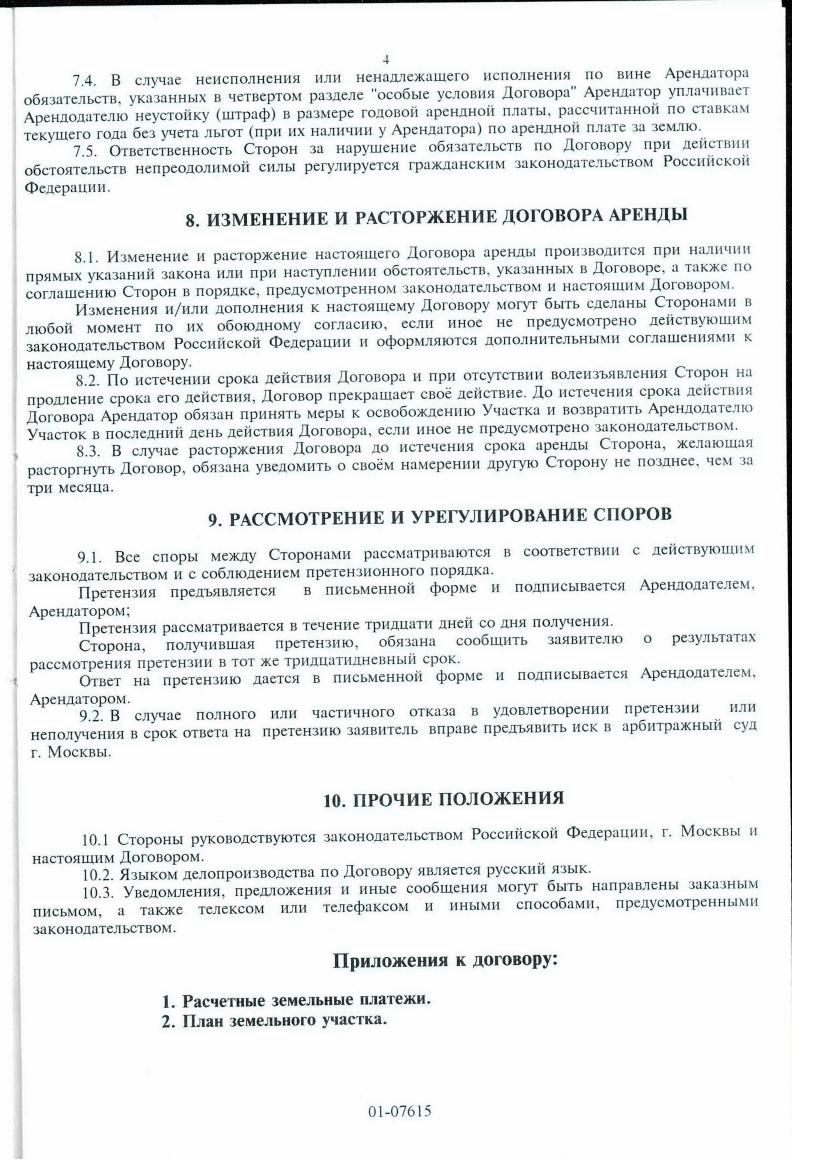 4
7.4. В случае неисполнения или ненадлежащего исполнения по вине Арендатора
обязательств, указанных в четвертом разделе "особые условия Договора" Арендатор уплачивает
Арендодателю неустойку (штраф) в размере годовой арендной платы, рассчитанной по ставкам
текущего года без учета льгот (при их наличии у Арендатора) по арендной плате за землю.
7.5. Ответственность Сторон за нарушение обязательств по Договору при действии
обстоятельств непреодолимой силы регулируется гражданским законодательством Российской
Федерации.
8. ИЗМЕНЕНИЕ И РАСТОРЖЕНИЕ ДОГОВОРА АРЕНДЫ
8.1. Изменение и расторжение настоящего Договора аренды производится при наличии
прямых указаний закона или при наступлении обстоятельств, указанных в Договоре, а также по
соглашению Сторон в порядке, предусмотренном законодательством и настоящим Договором.
Изменения и/или дополнения к настоящему Договору могут быть сделаны Сторонами в
любой момент по их обоюдному согласию, если иное не предусмотрено действующим
законодательством Российской Федерации и оформляются дополнительными соглашениями к
настоящему Договору.
8.2. По истечении срока действия Договора и при отсутствии волеизъявления Сторон на
продление срока его действия, Договор прекращает своё действие. До истечения срока действия
Договора Арендатор обязан принять меры к освобождению Участка и возвратить Арендодателю
Участок в последний день действия Договора, если иное не предусмотрено законодательством.
8.3. В случае расторжения Договора до истечения срока аренды Сторона, желающая
расторгнуть Договор, обязана уведомить о своём намерении другую Сторону не позднее, чем за
три месяца.
9. РАССМОТРЕНИЕ И УРЕГУЛИРОВАНИЕ СПОРОВ
9.1. Все споры между Сторонами рассматриваются в соответствии с действующим
законодательством и с соблюдением претензионного порядка.
Претензия предъявляется в письменной форме и подписывается Арендодателем,
Арендатором;
Претензия рассматривается в течение тридцати дней со дня получения.
Сторона, получившая претензию, обязана сообщить заявителю о результатах
рассмотрения претензии в тот же тридцатидневный срок.
Ответ на претензию дается в письменной форме и подписывается Арендодателем,
Арендатором.
9.2. В случае полного или частичного отказа в удовлетворении претензии или
неполучения в срок ответа на претензию заявитель вправе предъявить иск в арбитражный суд
г. Москвы.
10. ПРОЧИЕ ПОЛОЖЕНИЯ
10.1 Стороны руководствуются законодательством Российской Федерации, г. Москвы и
настоящим Договором.
10.2. Языком делопроизводства по Договору является русский язык.
10.3. Уведомления, предложения и иные сообщения могут быть направлены заказным
письмом, а также телексом или телефаксом и иными способами, предусмотренными
законодательством.
Приложения к договору:
1. Расчетные земельные платежи.
2. План земельного участка.
01-07615